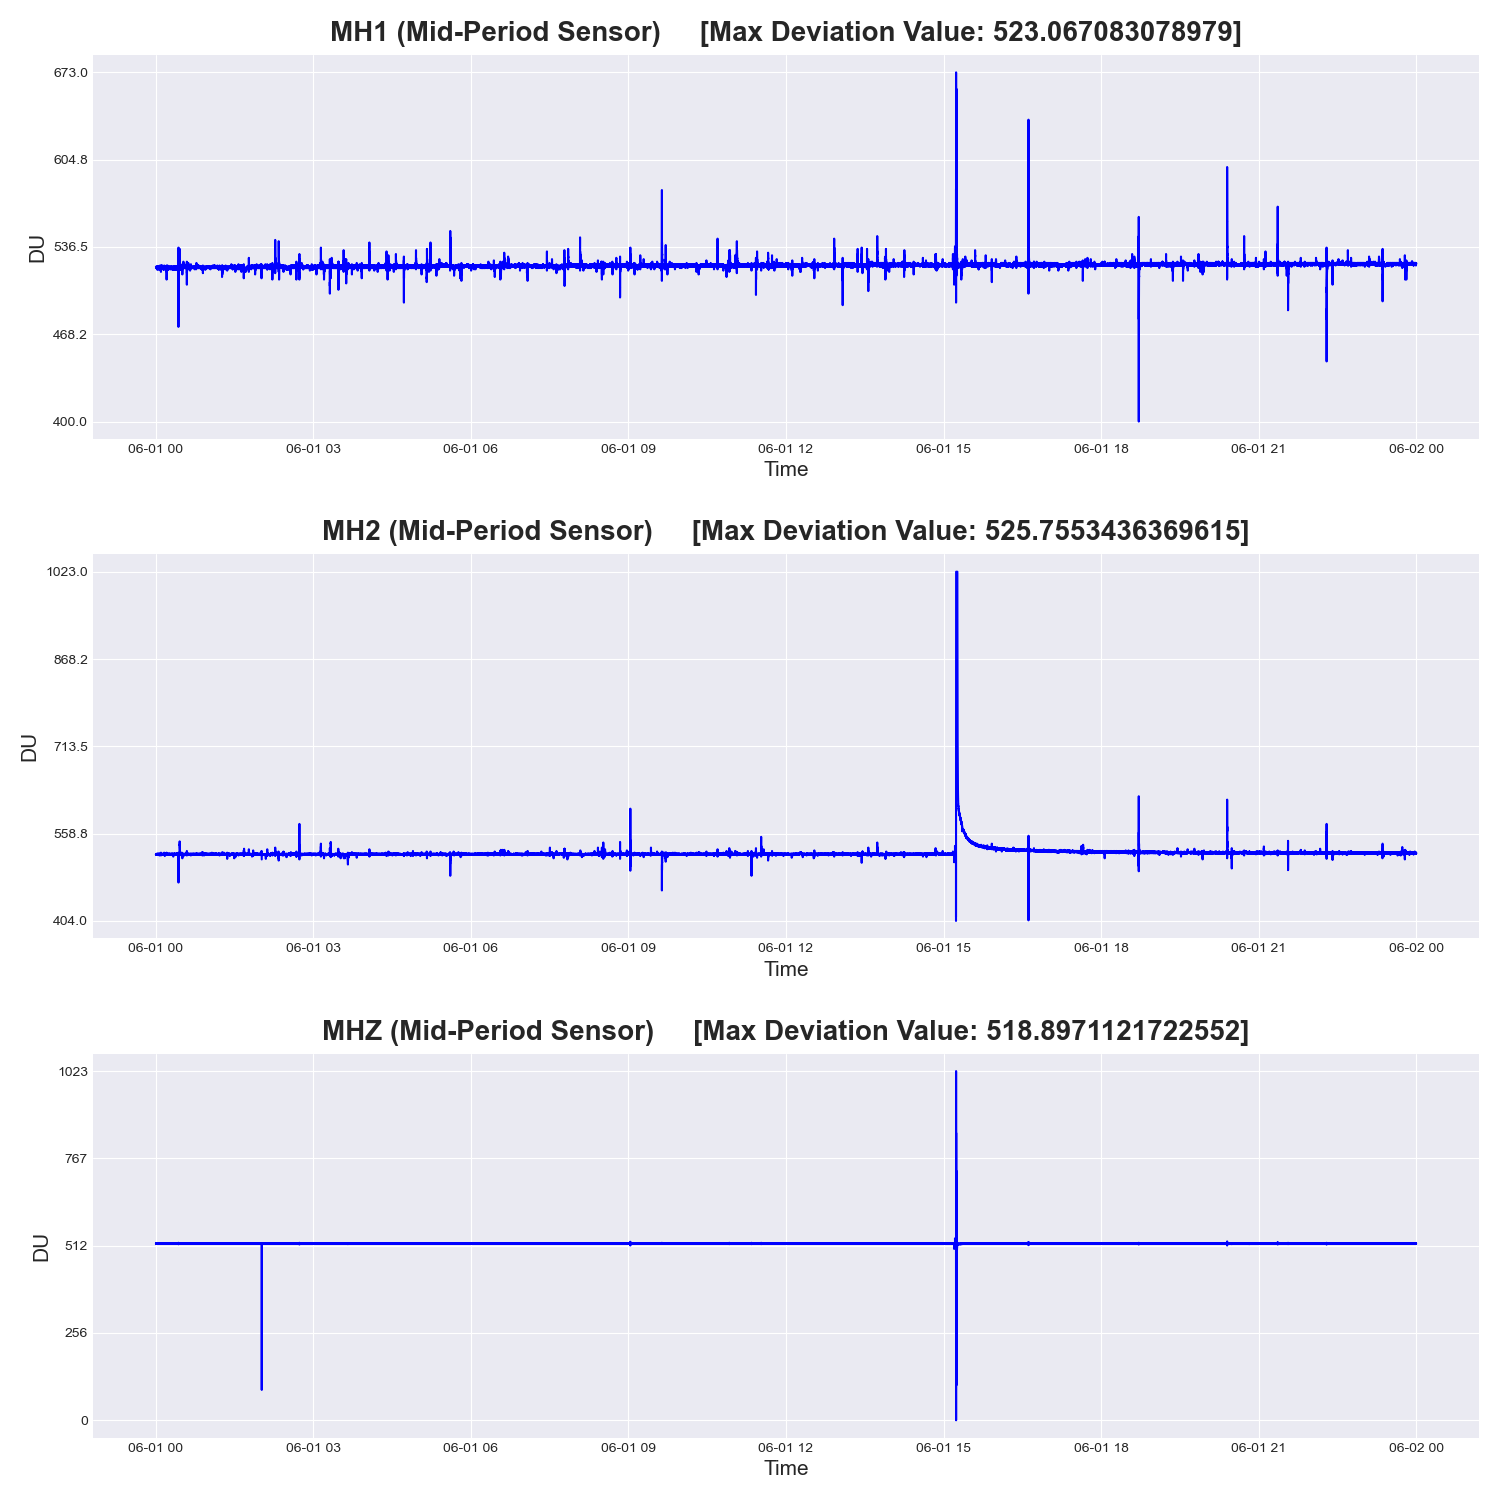 MH1 (Mid-Period Sensor) [Max Deviation Value: 523.067083078979]
673.0
604.8
536.5
468.2
400.0
DU
06-01 00 06-01 03 06-01 06 06-01 09 06-01 12 06-01 15 06-01 18 06-01 21 06-02 00
Time
MH2 (Mid-Period Sensor) [Max Deviation Value: 525.7553436369615]
1023.0
868.2
713.5
558.8
404.0
DU
06-01 00 06-01 03 06-01 06 06-01 09 06-01 12 06-01 15 06-01 18 06-01 21 06-02 00
Time
MHZ (Mid-Period Sensor) [Max Deviation Value: 518.8971121722552]
1023
767
512
256
0
DU
06-01 00 06-01 03 06-01 06 06-01 09 06-01 12 06-01 15 06-01 18 06-01 21 06-02 00
Time